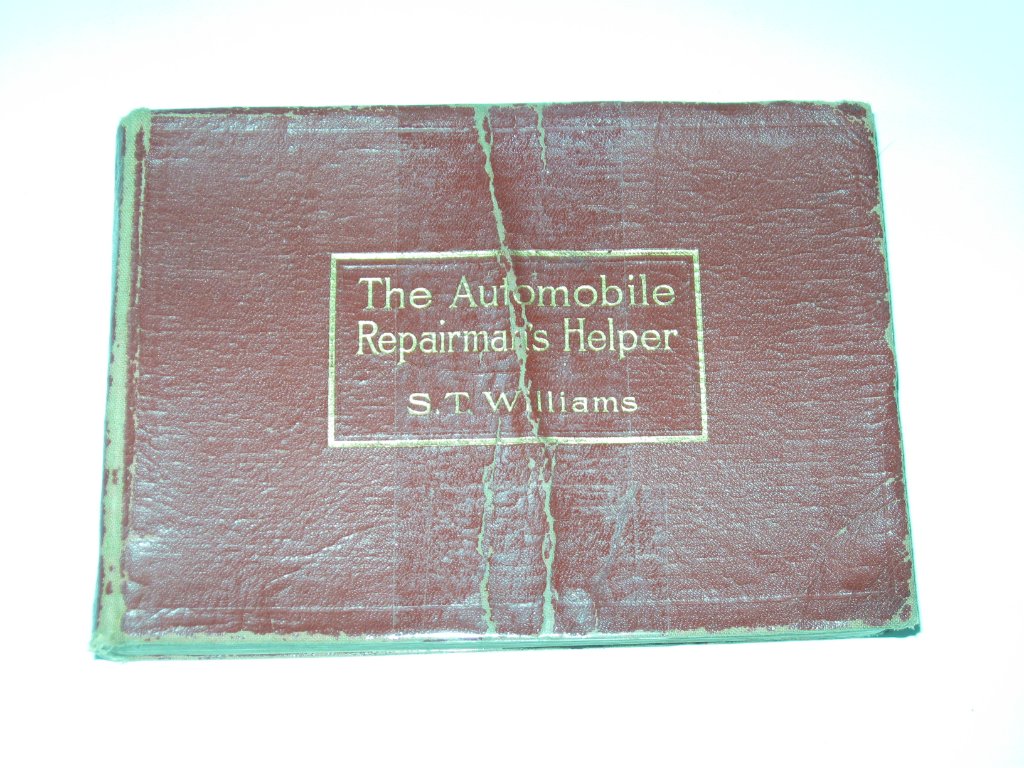 The Automobile
Repairman's Helper
S. T. Williams